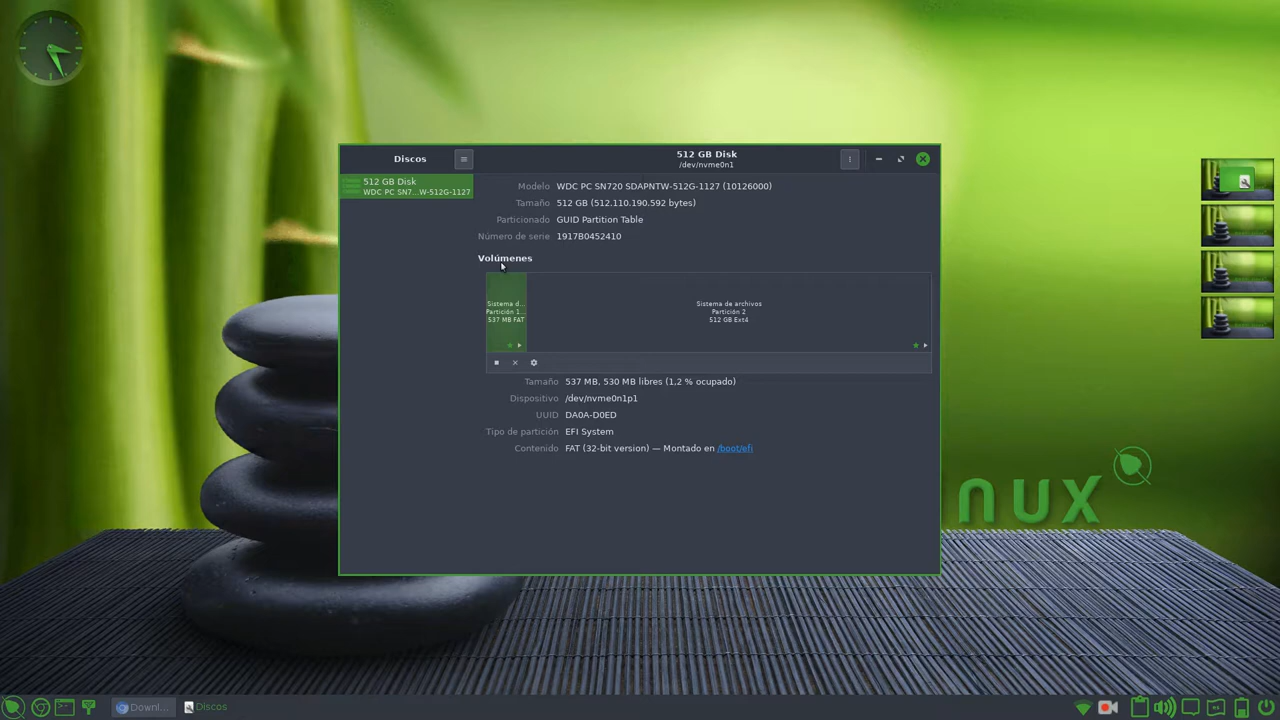 Discos
512 GB Disk
/dev/nvme0n1
512 GB Disk
WDC PC SN7...W-512G-1127
Modelo WDC PC SN720 SDAPNTW-512G-1127 (10126000)
Tamaño 512 GB (512.110.190.592 bytes)
Particionado GUID Partition Table
Número de serie 1917B0452410
Volúmenes
Sistema d...
Partición 1...
537 MB FAT
Sistema de archivos
Partición 2
512 GB Ext4
Tamaño 537 MB, 530 MB libres (1,2 % ocupado)
Dispositivo /dev/nvme0n1p1
UUID DA0A-D0ED
Tipo de partición EFI System
Contenido FAT (32-bit version) — Montado en /boot/efi
nux
Downl...
Discos